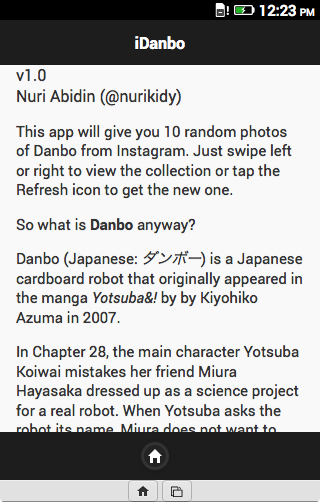 12:23 PM
iDanbo
v1.0
Nuri Abidin (@nurikidy)
This app will give you 10 random photos
of Danbo from Instagram. Just swipe left
or right to view the collection or tap the
Refresh icon to get the new one.
So what is Danbo anyway?
Danbo (Japanese: ダンボー) is a Japanese
cardboard robot that originally appeared in
the manga Yotsuba&! by by Kiyohiko
Azuma in 2007.
In Chapter 28, the main character Yotsuba
Koiwai mistakes her friend Miura
Hayasaka dressed up as a science project
for a real robot. When Yotsuba asks the
robot its name, Miura does not want to